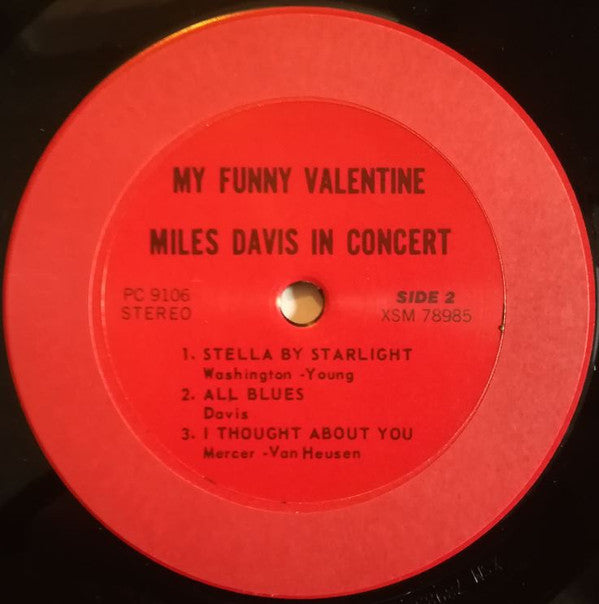 MY FUNNY VALENTINE
MILES DAVIS IN CONCERT
PC 9106 SIDE 2
STEREO XSM 78985
1. STELLA BY STARLIGHT
Washington -Young
2. ALL BLUES
Davis
3. I THOUGHT ABOUT YOU
Mercer -Van Heusen